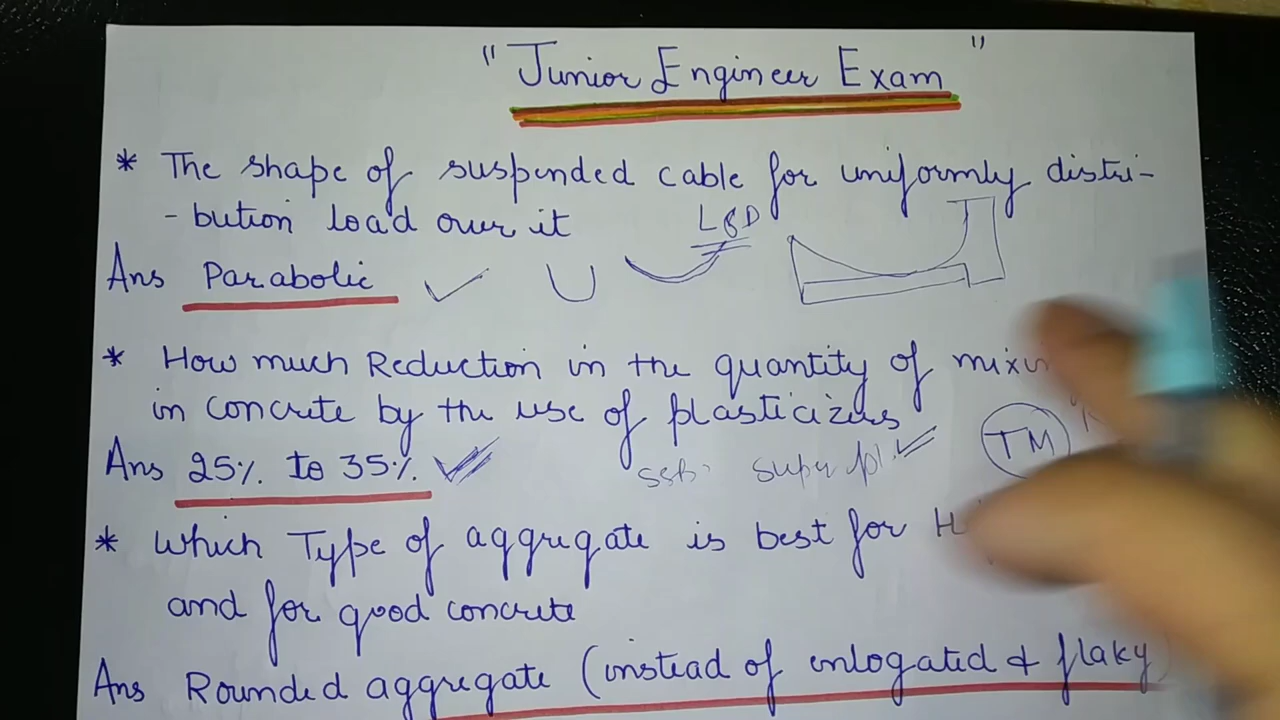 "Junior Engineer Exam"
* The shape of suspended cable for uniformly distri-
-bution load over it
L&D
Ans Parabolic
* How much Reduction in the quantity of
in concrete by the use of plasticizers
TM
Ans 25%. to 35%.
super pl.
* Which Type of aggregate is best for
and for good concrete
Ans Rounded aggregate (instead of enlogated & flaky